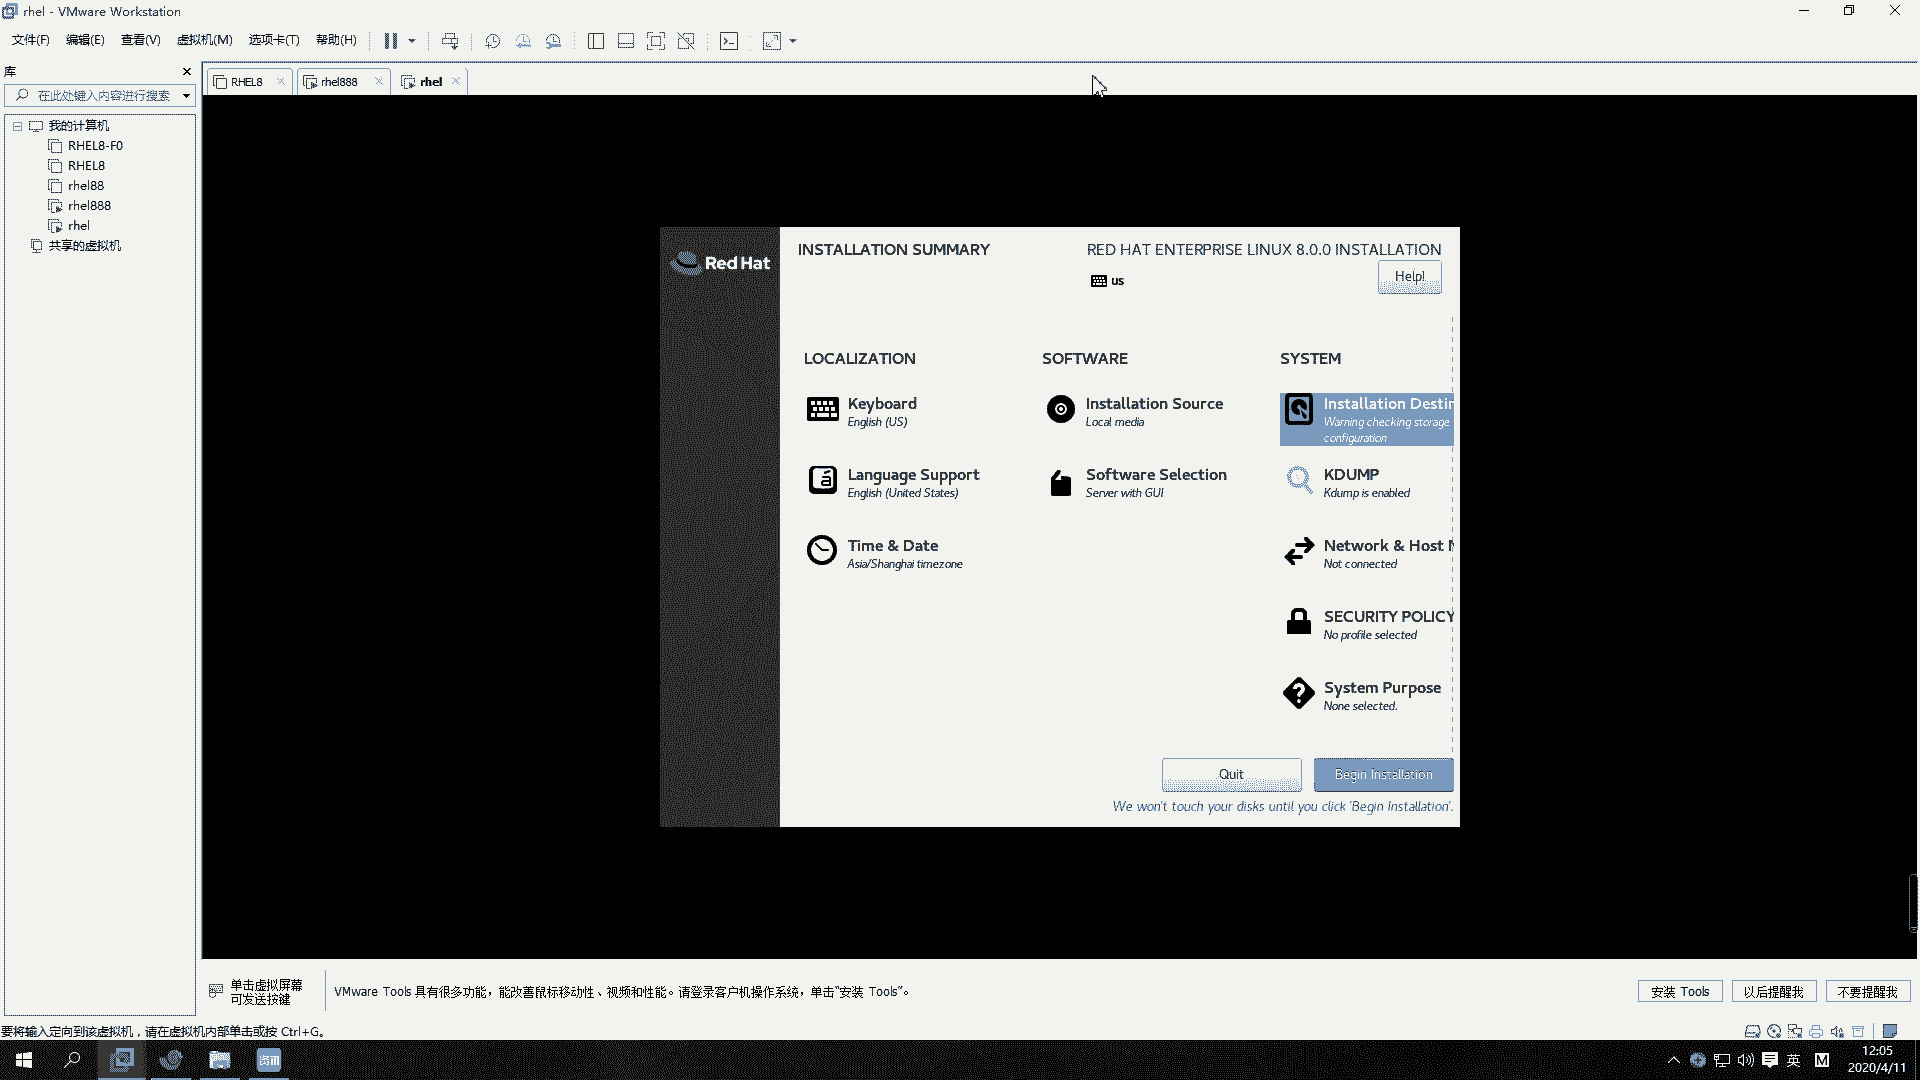 rhel - VMware Workstation
文件(F) 编辑(E) 查看(V) 虚拟机(M) 选项卡(T) 帮助(H)
库
在此处键入内容进行搜索
RHEL8 rhel888 rhel
我的计算机
RHEL8-F0
RHEL8
rhel88
rhel888
rhel
共享的虚拟机
Red Hat
INSTALLATION SUMMARY
RED HAT ENTERPRISE LINUX 8.0.0 INSTALLATION
us
Help!
LOCALIZATION
Keyboard
English (US)
Language Support
English (United States)
Time & Date
Asia/Shanghai timezone
SOFTWARE
Installation Source
Local media
Software Selection
Server with GUI
SYSTEM
Installation Destin
Warning checking storage
configuration
KDUMP
Kdump is enabled
Network & Host N
Not connected
SECURITY POLICY
No profile selected
System Purpose
None selected.
Quit
Begin Installation
We won't touch your disks until you click 'Begin Installation'.
单击虚拟屏幕
可发送按键
VMware Tools 具有很多功能，能改善鼠标移动性、视频和性能。请登录客户机操作系统，单击“安装 Tools”。
安装 Tools
以后提醒我
不要提醒我
要将输入定向到该虚拟机，请在虚拟机内部单击或按 Ctrl+G。
资讯
英
M
12:05
2020/4/11